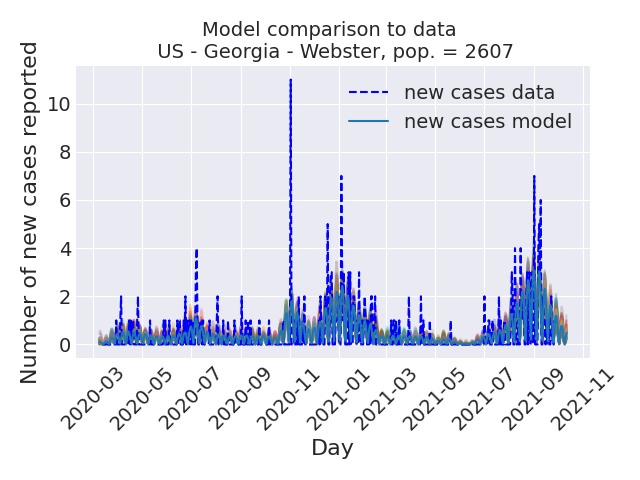 Model comparison to data
US - Georgia - Webster, pop. = 2607
Number of new cases reported
10
8
6
4
2
0
new cases data
new cases model
2020-03
2020-05
2020-07
2020-09
2020-11
2021-01
2021-03
2021-05
2021-07
2021-09
2021-11
Day